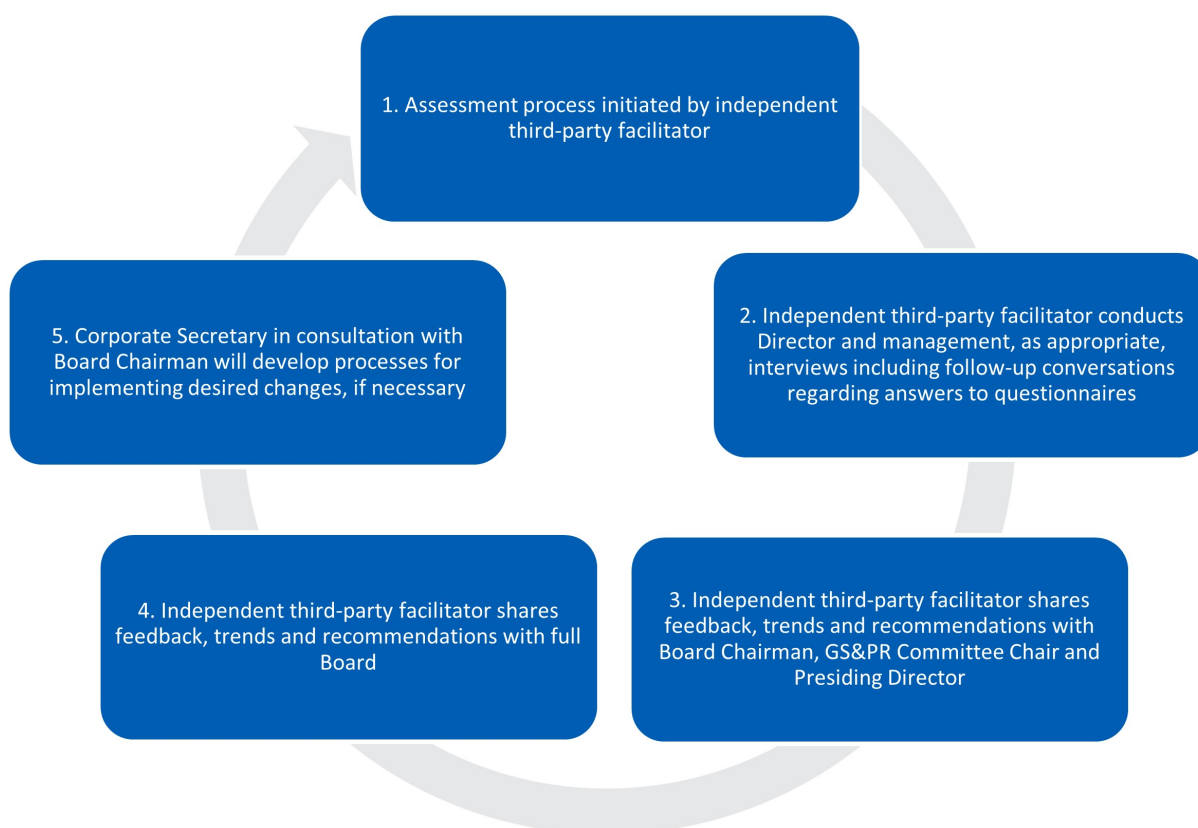 1. Assessment process initiated by independent
third-party facilitator
2. Independent third-party facilitator conducts
Director and management, as appropriate,
interviews including follow-up conversations
regarding answers to questionnaires
3. Independent third-party facilitator shares
feedback, trends and recommendations with
Board Chairman, GS&PR Committee Chair and
Presiding Director
4. Independent third-party facilitator shares
feedback, trends and recommendations with full
Board
5. Corporate Secretary in consultation with
Board Chairman will develop processes for
implementing desired changes, if necessary